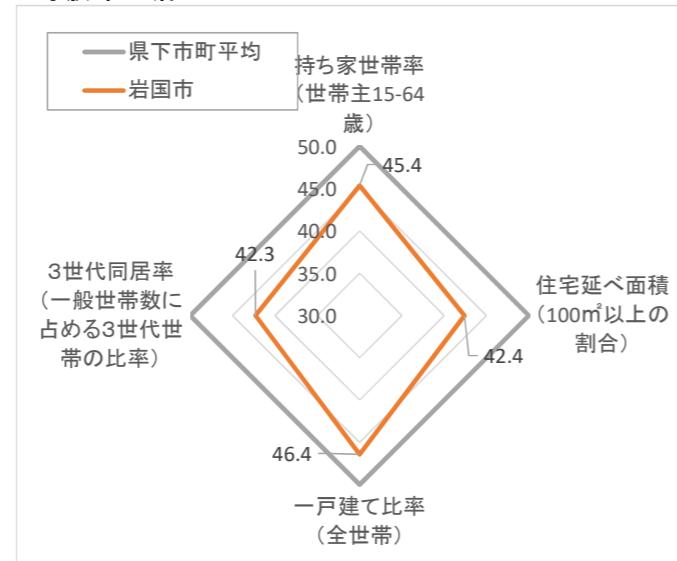 県下市町平均
岩国市
持ち家世帯率
（世帯主15-64
歳）
50.0
45.4
45.0
40.0
42.3
35.0
30.0
3世代同居率
（一般世帯数に
占める3世代世
帯の比率）
住宅延べ面積
（100㎡以上の
割合）
42.4
46.4
一戸建て比率
（全世帯）